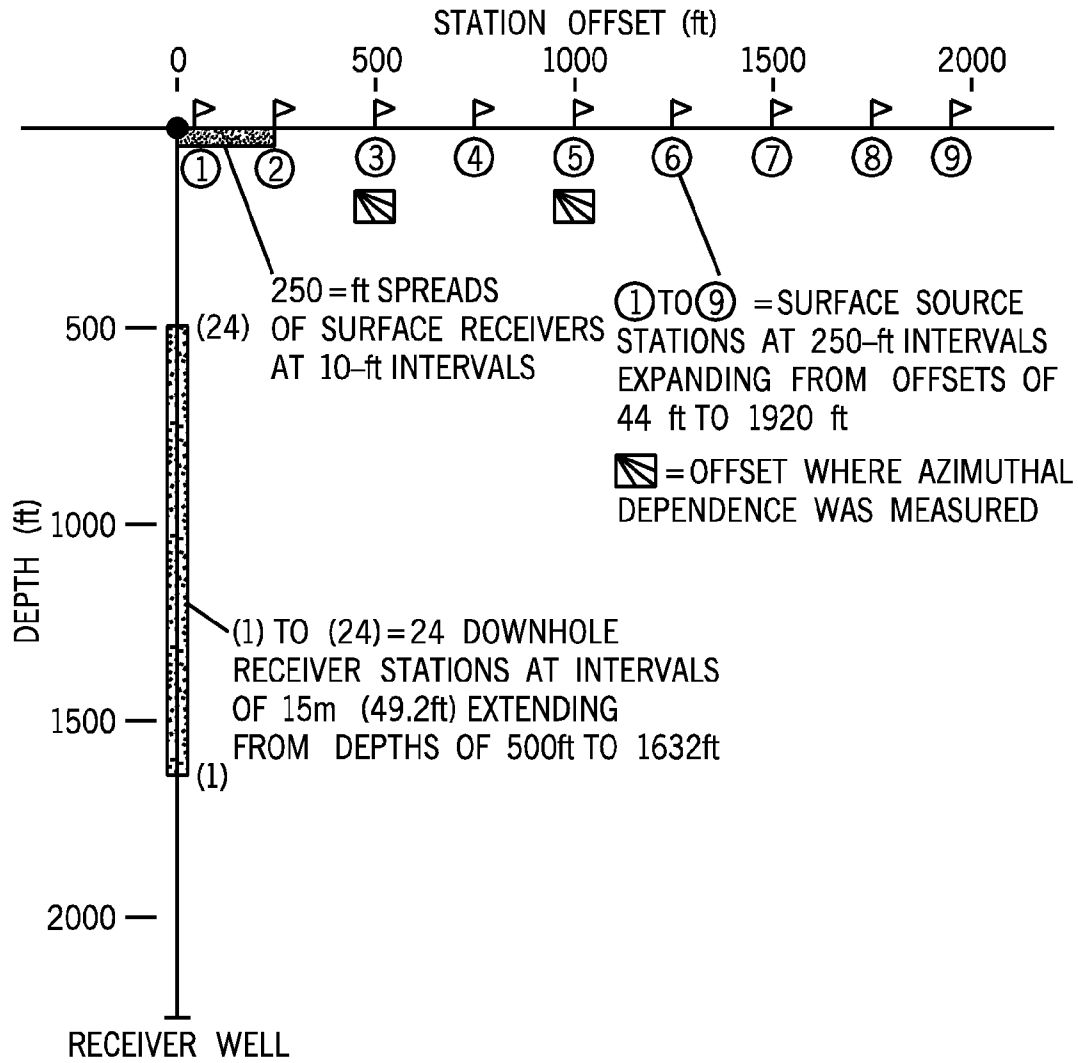 STATION OFFSET (ft)
0 500 1000 1500 2000
1 2 3 4 5 6 7 8 9
250=ft SPREADS
OF SURFACE RECEIVERS
AT 10–ft INTERVALS
1 TO 9 =SURFACE SOURCE
STATIONS AT 250–ft INTERVALS
EXPANDING FROM OFFSETS OF
44 ft TO 1920 ft
=OFFSET WHERE AZIMUTHAL
DEPENDENCE WAS MEASURED
500
(24)
1000
DEPTH (ft)
(1) TO (24)=24 DOWNHOLE
RECEIVER STATIONS AT INTERVALS
OF 15m (49.2ft) EXTENDING
FROM DEPTHS OF 500ft TO 1632ft
1500
(1)
2000
RECEIVER WELL